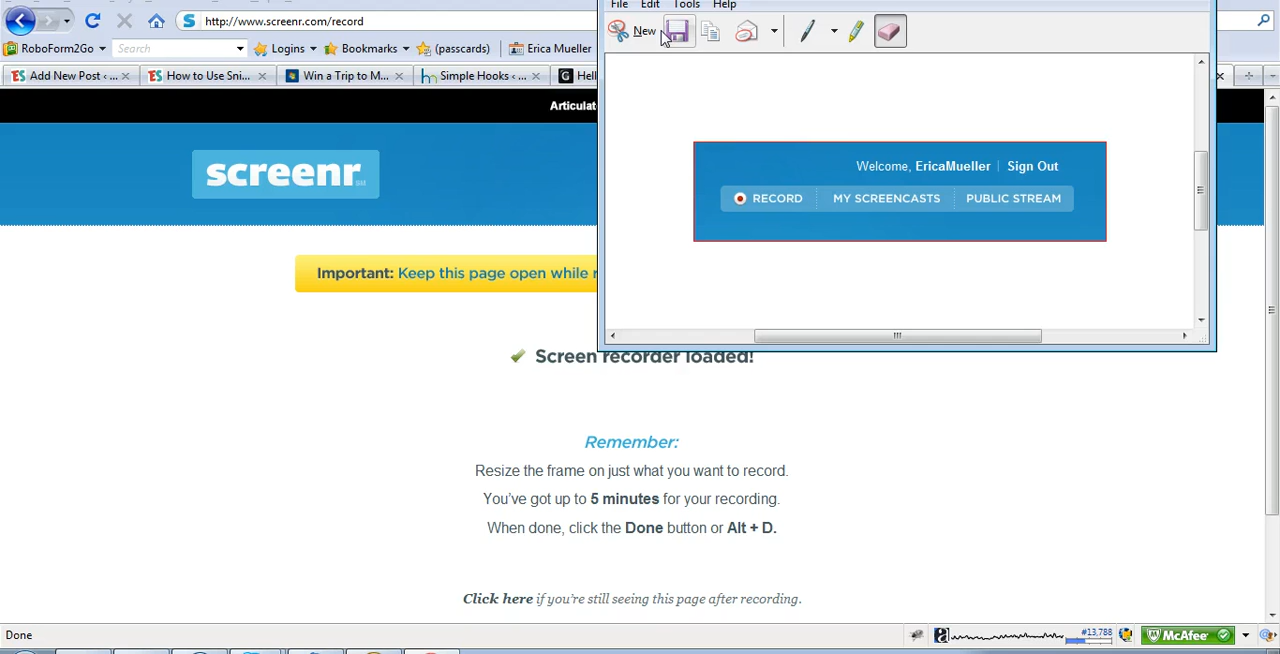 http://www.screenr.com/record
RoboForm2Go Search Logins Bookmarks (passcards) Erica Mueller
Add New Post ‹ ... How to Use Sni... Win a Trip to M... Simple Hooks ‹ ... Hell
File Edit Tools Help
New
Articulat
screenr
Welcome, EricaMueller | Sign Out
RECORD MY SCREENCASTS PUBLIC STREAM
Important: Keep this page open while r
Screen recorder loaded!
Remember:
Resize the frame on just what you want to record.
You've got up to 5 minutes for your recording.
When done, click the Done button or Alt + D.
Click here if you're still seeing this page after recording.
Done
#13,788
McAfee